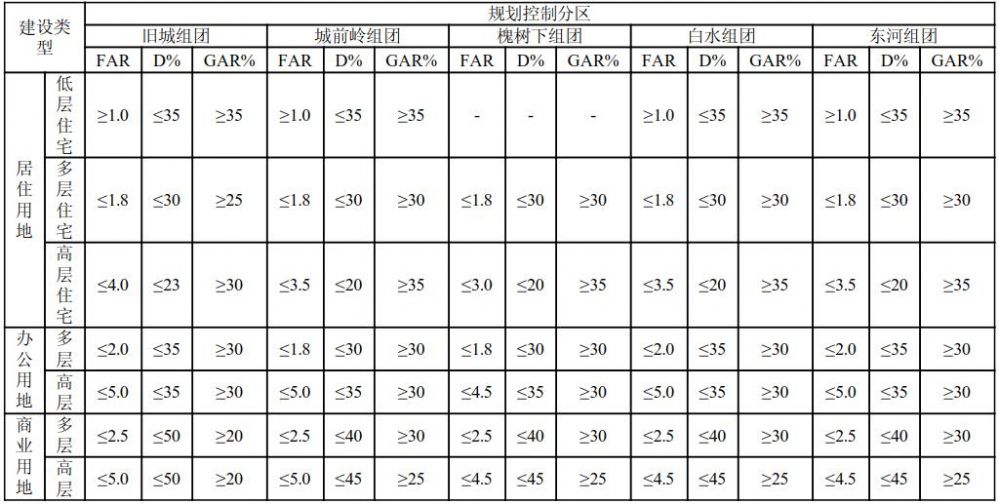 建设类型 规划控制分区
旧城组团 城前岭组团 槐树下组团 白水组团 东河组团
FAR D% GAR% FAR D% GAR% FAR D% GAR% FAR D% GAR% FAR D% GAR%
居住用地 低层住宅 ≥1.0 ≤35 ≥35 ≥1.0 ≤35 ≥35 - - - ≥1.0 ≤35 ≥35 ≥1.0 ≤35 ≥35
多层住宅 ≤1.8 ≤30 ≥25 ≤1.8 ≤30 ≥30 ≤1.8 ≤30 ≥30 ≤1.8 ≤30 ≥30 ≤1.8 ≤30 ≥30
高层住宅 ≤4.0 ≤23 ≥30 ≤3.5 ≤20 ≥35 ≤3.0 ≤20 ≥35 ≤3.5 ≤20 ≥35 ≤3.5 ≤20 ≥35
办公用地 多层 ≤2.0 ≤35 ≥30 ≤1.8 ≤30 ≥30 ≤1.8 ≤30 ≥30 ≤2.0 ≤35 ≥30 ≤2.0 ≤35 ≥30
高层 ≤5.0 ≤35 ≥30 ≤5.0 ≤35 ≥30 ≤4.5 ≤35 ≥30 ≤5.0 ≤35 ≥30 ≤5.0 ≤35 ≥30
商业用地 多层 ≤2.5 ≤50 ≥20 ≤2.5 ≤40 ≥30 ≤2.5 ≤40 ≥30 ≤2.5 ≤40 ≥30 ≤2.5 ≤40 ≥30
高层 ≤5.0 ≤50 ≥20 ≤5.0 ≤45 ≥25 ≤4.5 ≤45 ≥25 ≤4.5 ≤45 ≥25 ≤4.5 ≤45 ≥25